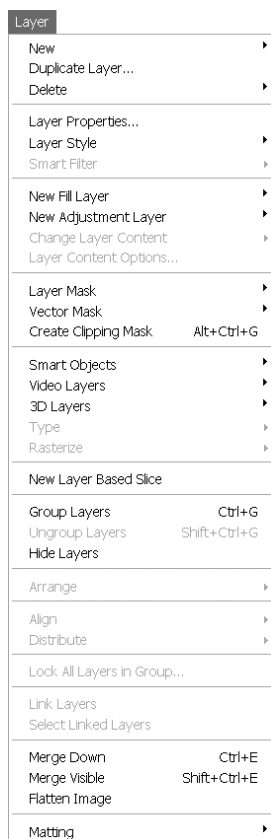 Layer
New
Duplicate Layer...
Delete
Layer Properties...
Layer Style
Smart Filter
New Fill Layer
New Adjustment Layer
Change Layer Content
Layer Content Options...
Layer Mask
Vector Mask
Create Clipping Mask Alt+Ctrl+G
Smart Objects
Video Layers
3D Layers
Type
Rasterize
New Layer Based Slice
Group Layers Ctrl+G
Ungroup Layers Shift+Ctrl+G
Hide Layers
Arrange
Align
Distribute
Lock All Layers in Group...
Link Layers
Select Linked Layers
Merge Down Ctrl+E
Merge Visible Shift+Ctrl+E
Flatten Image
Matting